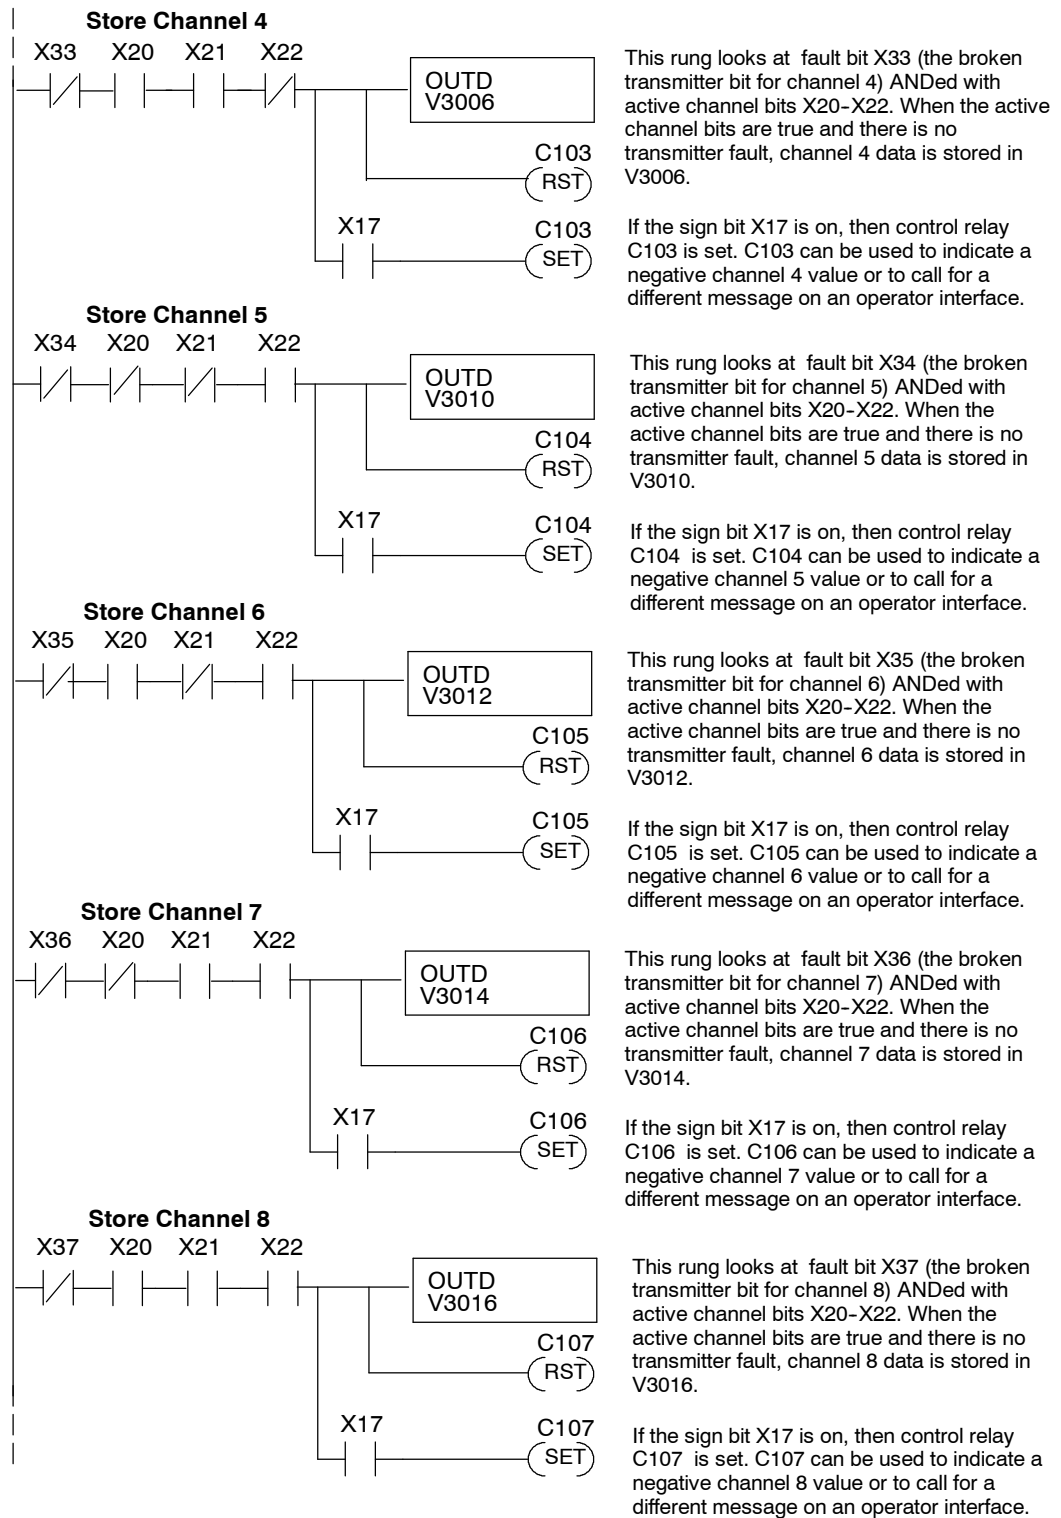 Store Channel 4
X33 X20 X21 X22
OUTD
V3006
C103
RST
X17
C103
SET
This rung looks at fault bit X33 (the broken
transmitter bit for channel 4) ANDed with
active channel bits X20-X22. When the active
channel bits are true and there is no
transmitter fault, channel 4 data is stored in
V3006.
If the sign bit X17 is on, then control relay
C103 is set. C103 can be used to indicate a
negative channel 4 value or to call for a
different message on an operator interface.
Store Channel 5
X34 X20 X21 X22
OUTD
V3010
C104
RST
X17
C104
SET
This rung looks at fault bit X34 (the broken
transmitter bit for channel 5) ANDed with
active channel bits X20-X22. When the
active channel bits are true and there is no
transmitter fault, channel 5 data is stored in
V3010.
If the sign bit X17 is on, then control relay
C104 is set. C104 can be used to indicate a
negative channel 5 value or to call for a
different message on an operator interface.
Store Channel 6
X35 X20 X21 X22
OUTD
V3012
C105
RST
X17
C105
SET
This rung looks at fault bit X35 (the broken
transmitter bit for channel 6) ANDed with
active channel bits X20-X22. When the
active channel bits are true and there is no
transmitter fault, channel 6 data is stored in
V3012.
If the sign bit X17 is on, then control relay
C105 is set. C105 can be used to indicate a
negative channel 6 value or to call for a
different message on an operator interface.
Store Channel 7
X36 X20 X21 X22
OUTD
V3014
C106
RST
X17
C106
SET
This rung looks at fault bit X36 (the broken
transmitter bit for channel 7) ANDed with
active channel bits X20-X22. When the
active channel bits are true and there is no
transmitter fault, channel 7 data is stored in
V3014.
If the sign bit X17 is on, then control relay
C106 is set. C106 can be used to indicate a
negative channel 7 value or to call for a
different message on an operator interface.
Store Channel 8
X37 X20 X21 X22
OUTD
V3016
C107
RST
X17
C107
SET
This rung looks at fault bit X37 (the broken
transmitter bit for channel 8) ANDed with
active channel bits X20-X22. When the
active channel bits are true and there is no
transmitter fault, channel 8 data is stored in
V3016.
If the sign bit X17 is on, then control relay
C107 is set. C107 can be used to indicate a
negative channel 8 value or to call for a
different message on an operator interface.